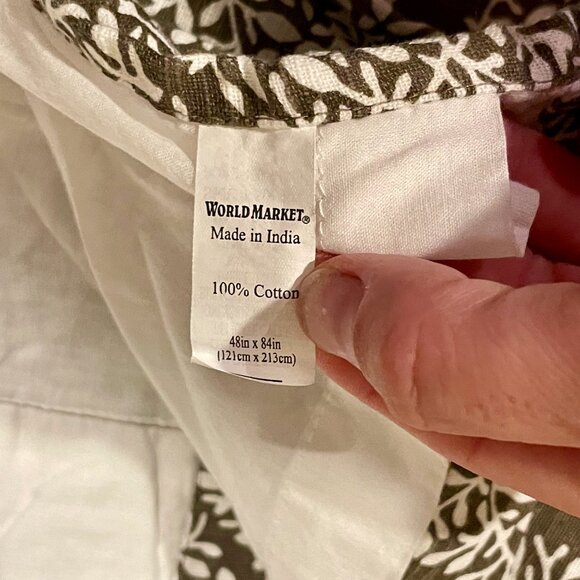 WORLD MARKET®
Made in India
100% Cotton
48in x 84in
(121cm x 213cm)